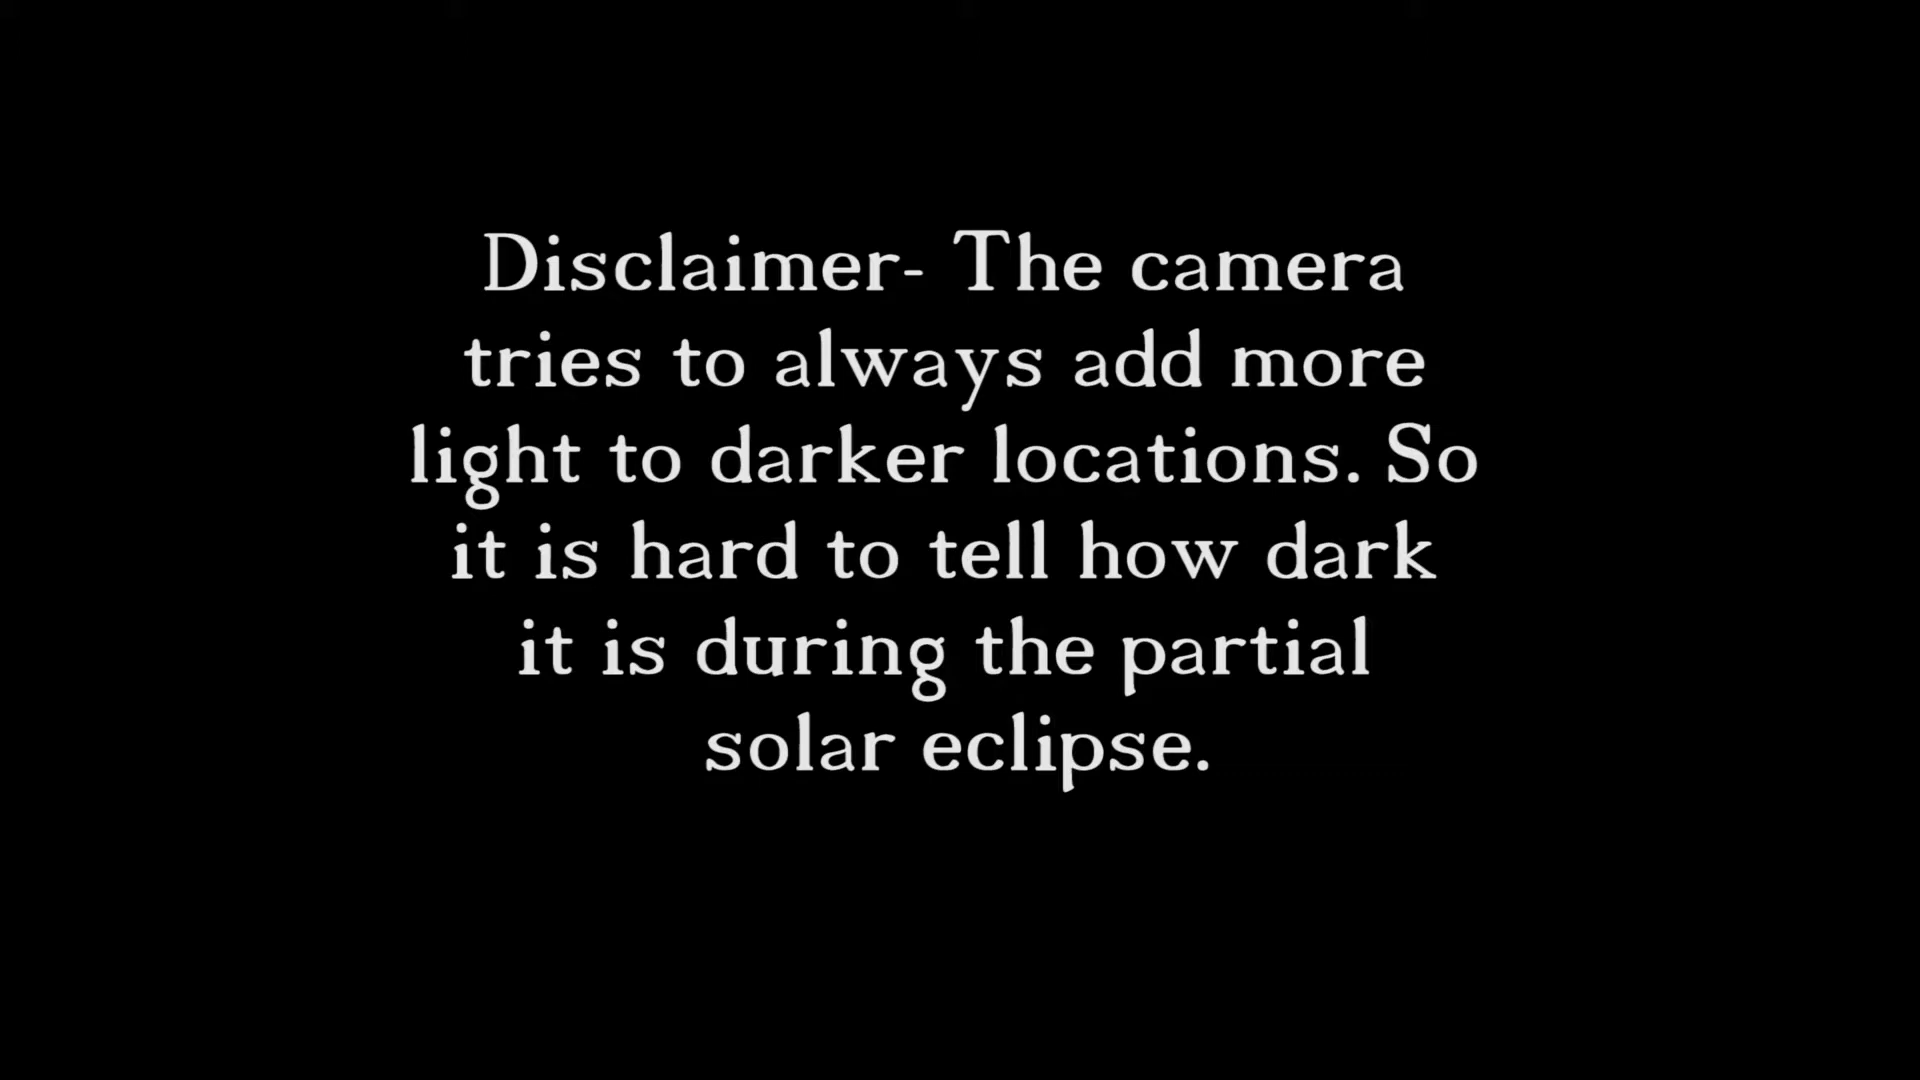 Disclaimer- The camera
tries to always add more
light to darker locations. So
it is hard to tell how dark
it is during the partial
solar eclipse.